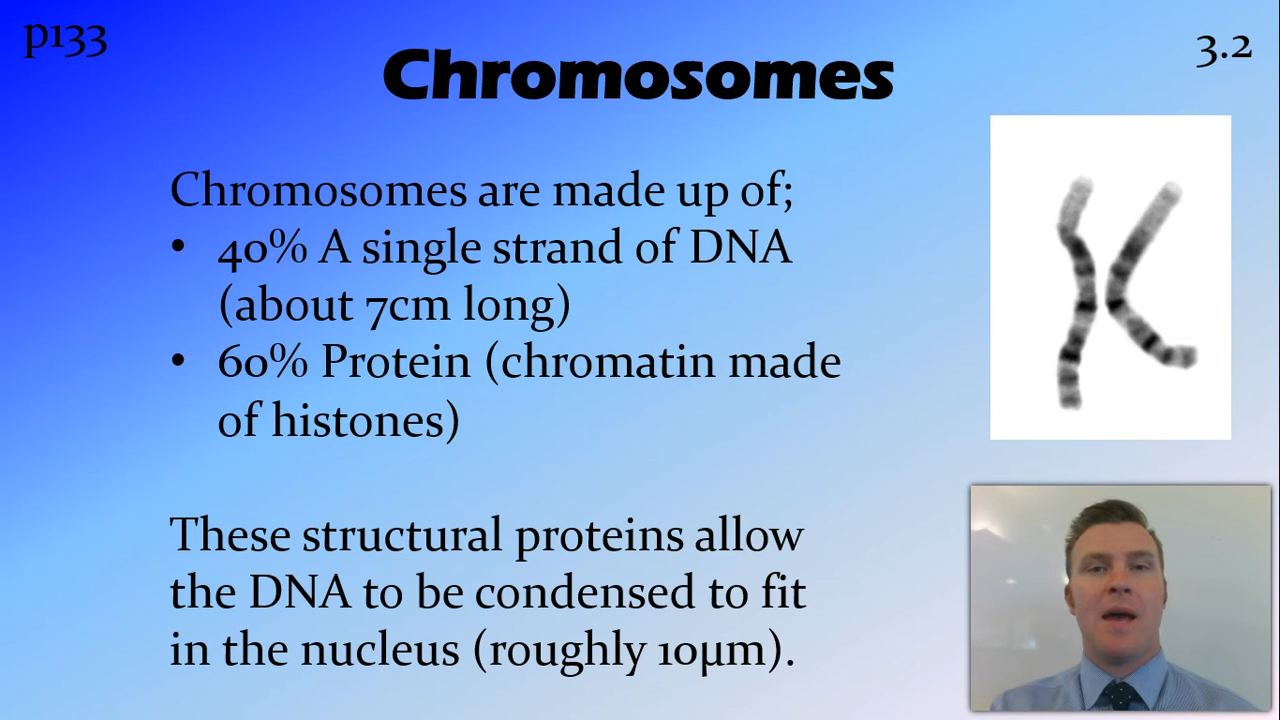 p133
3.2
Chromosomes
Chromosomes are made up of;
• 40% A single strand of DNA
(about 7cm long)
• 60% Protein (chromatin made
of histones)
These structural proteins allow
the DNA to be condensed to fit
in the nucleus (roughly 10µm).